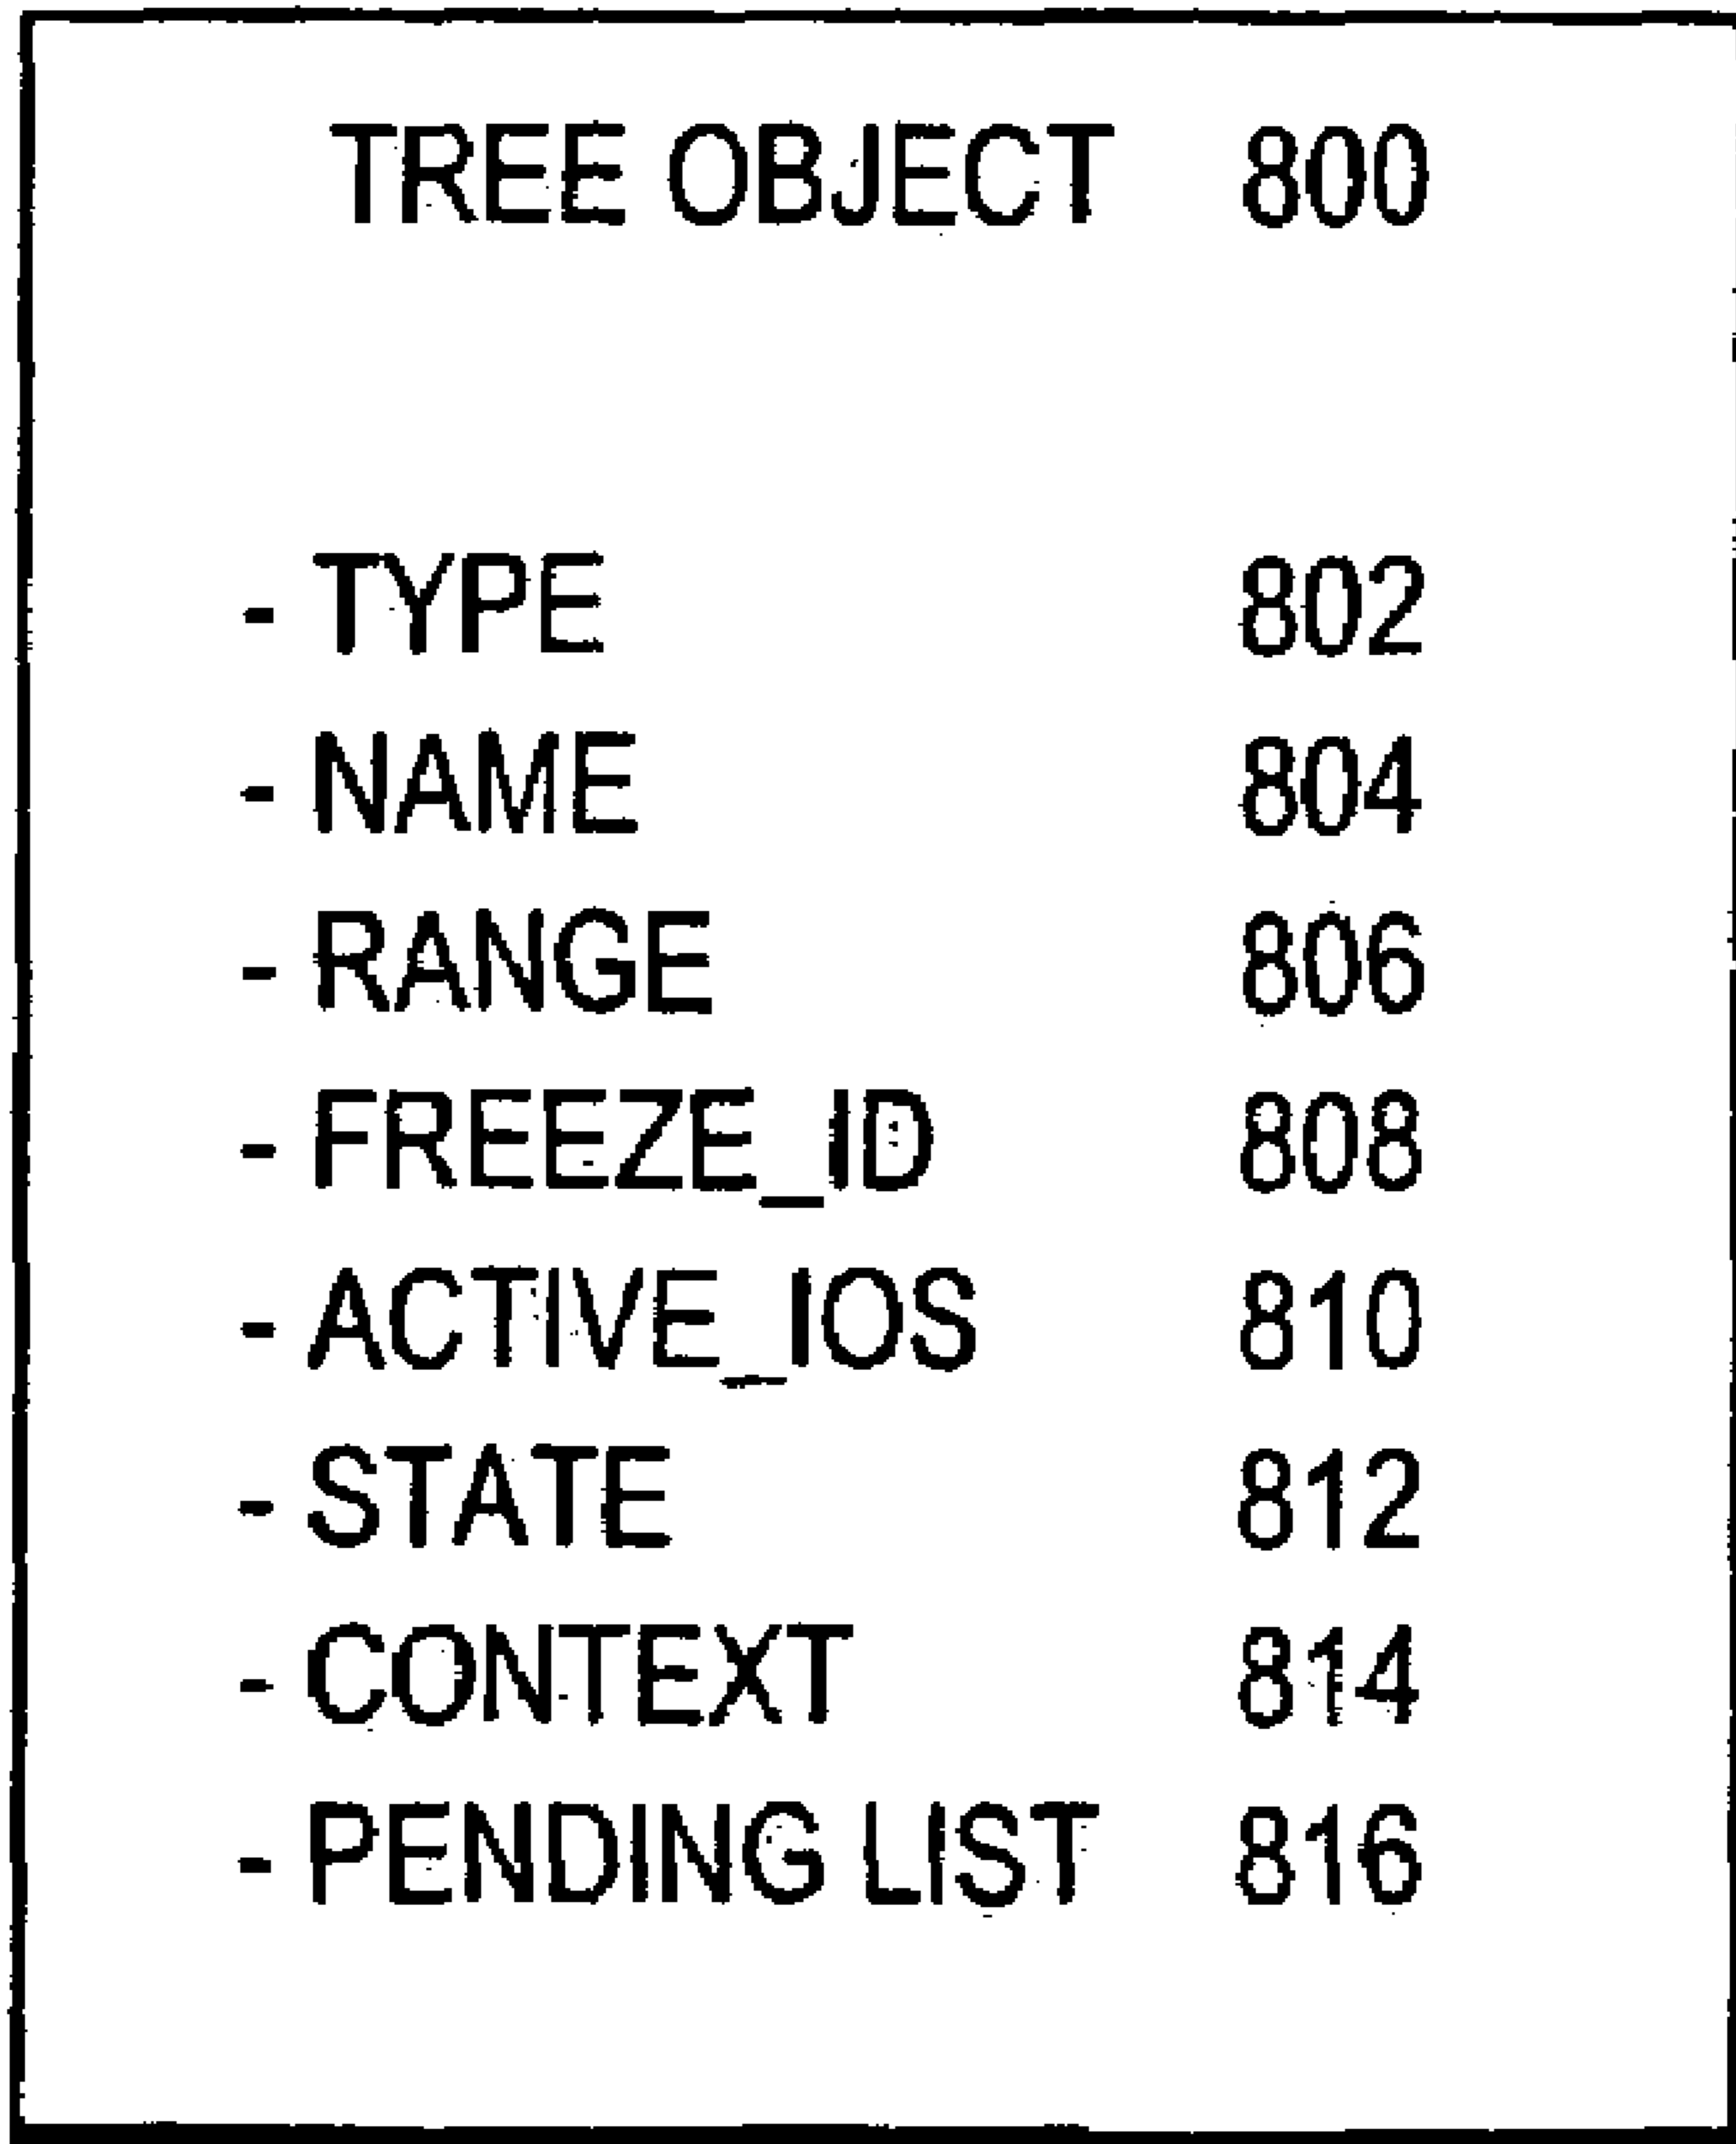 TREE OBJECT 800
- TYPE 802
- NAME 804
- RANGE 806
- FREEZE_ID 808
- ACTIVE_IOS 810
- STATE 812
- CONTEXT 814
- PENDING LIST 816